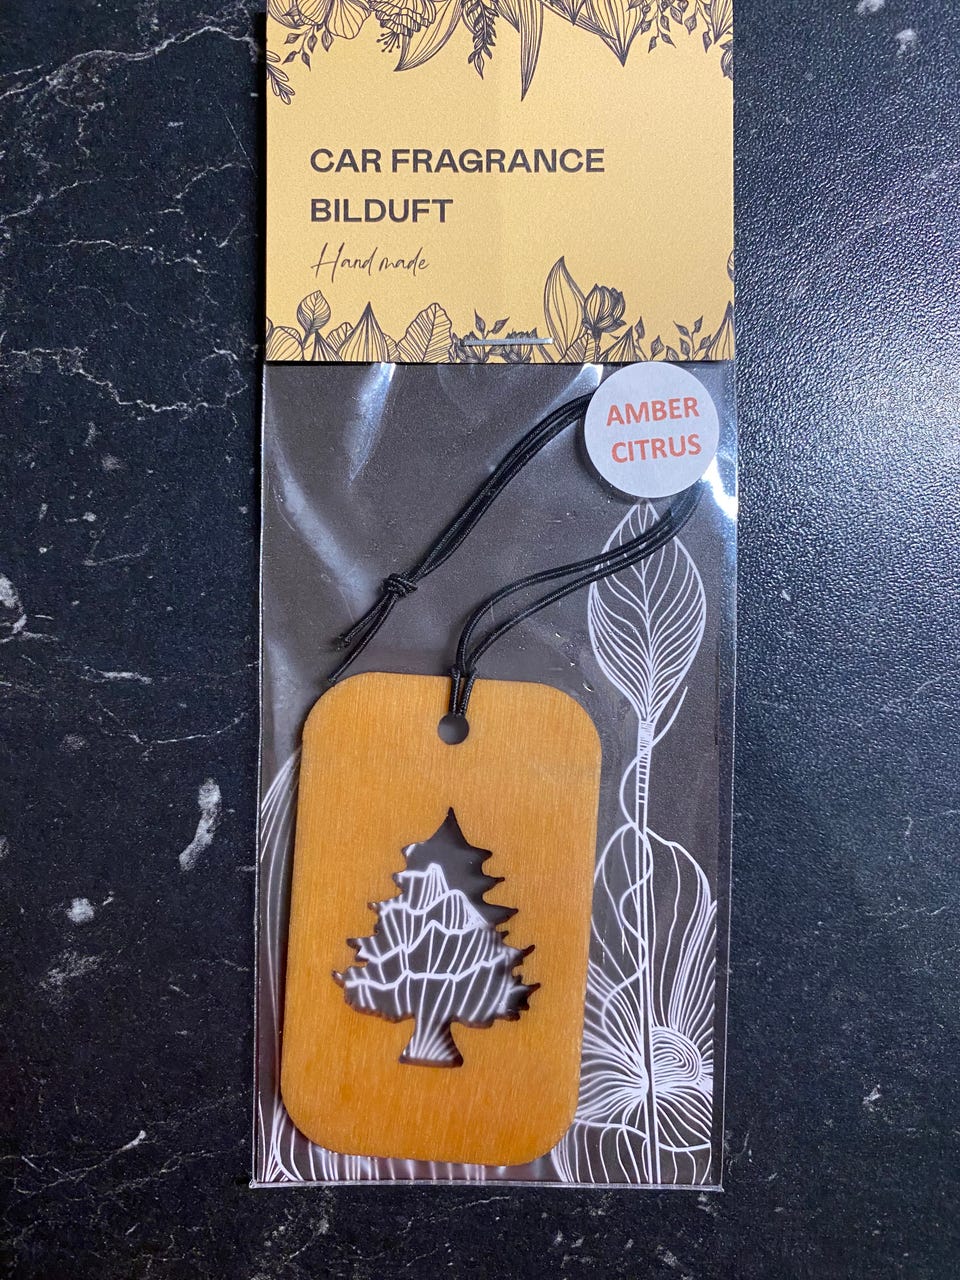 CAR FRAGRANCE
BILDUFT
Hand made
AMBER
CITRUS